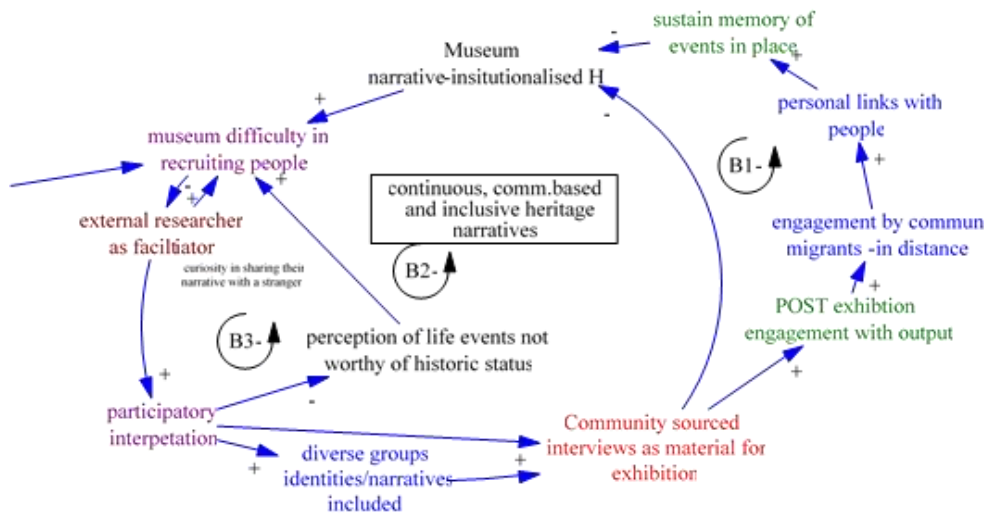 sustain memory of
events in place
-
+
Museum
narrative-insitutionalised H
+
-
personal links with
people
+
museum difficulty in
recruiting people
+
-
+
B1-
continuous, comm.based
and inclusive heritage
narratives
external researcher
as faciltiator
engagement by commun
migrants -in distance
+
curiosity in sharing their
narrative with a stranger
B2-
POST exhibtion
engagement with output
+
B3-
perception of life events not
worthy of historic status
+
-
participatory
interpetation
Community sourced
interviews as material for
exhibition
+
+
diverse groups
identities/narratives
included